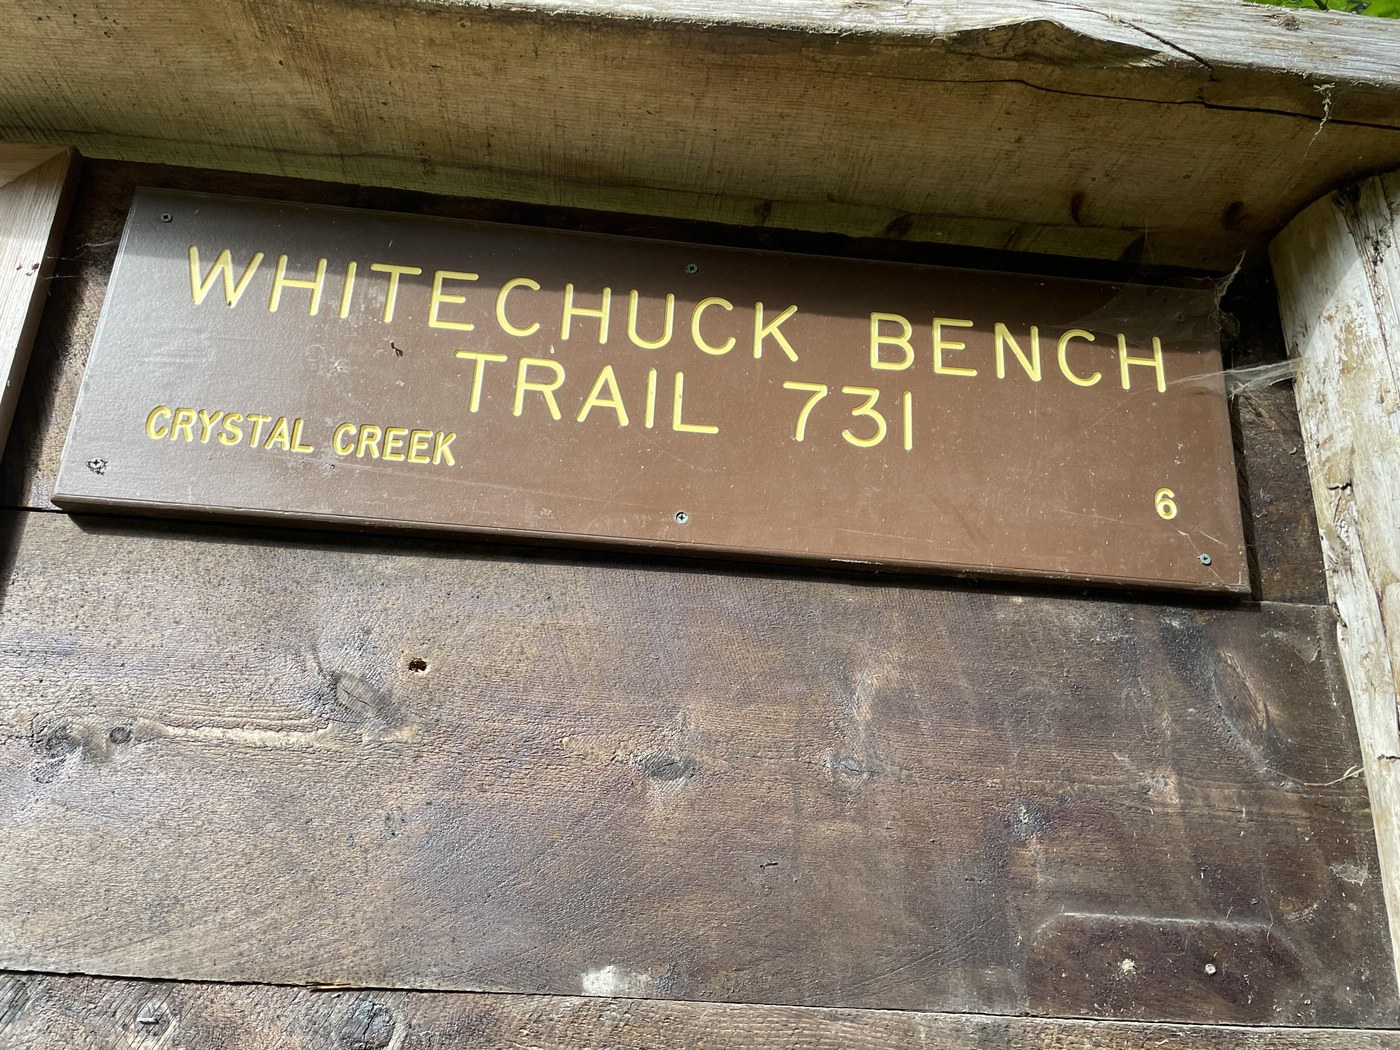 WHITECHUCK BENCH
TRAIL 731
CRYSTAL CREEK 6